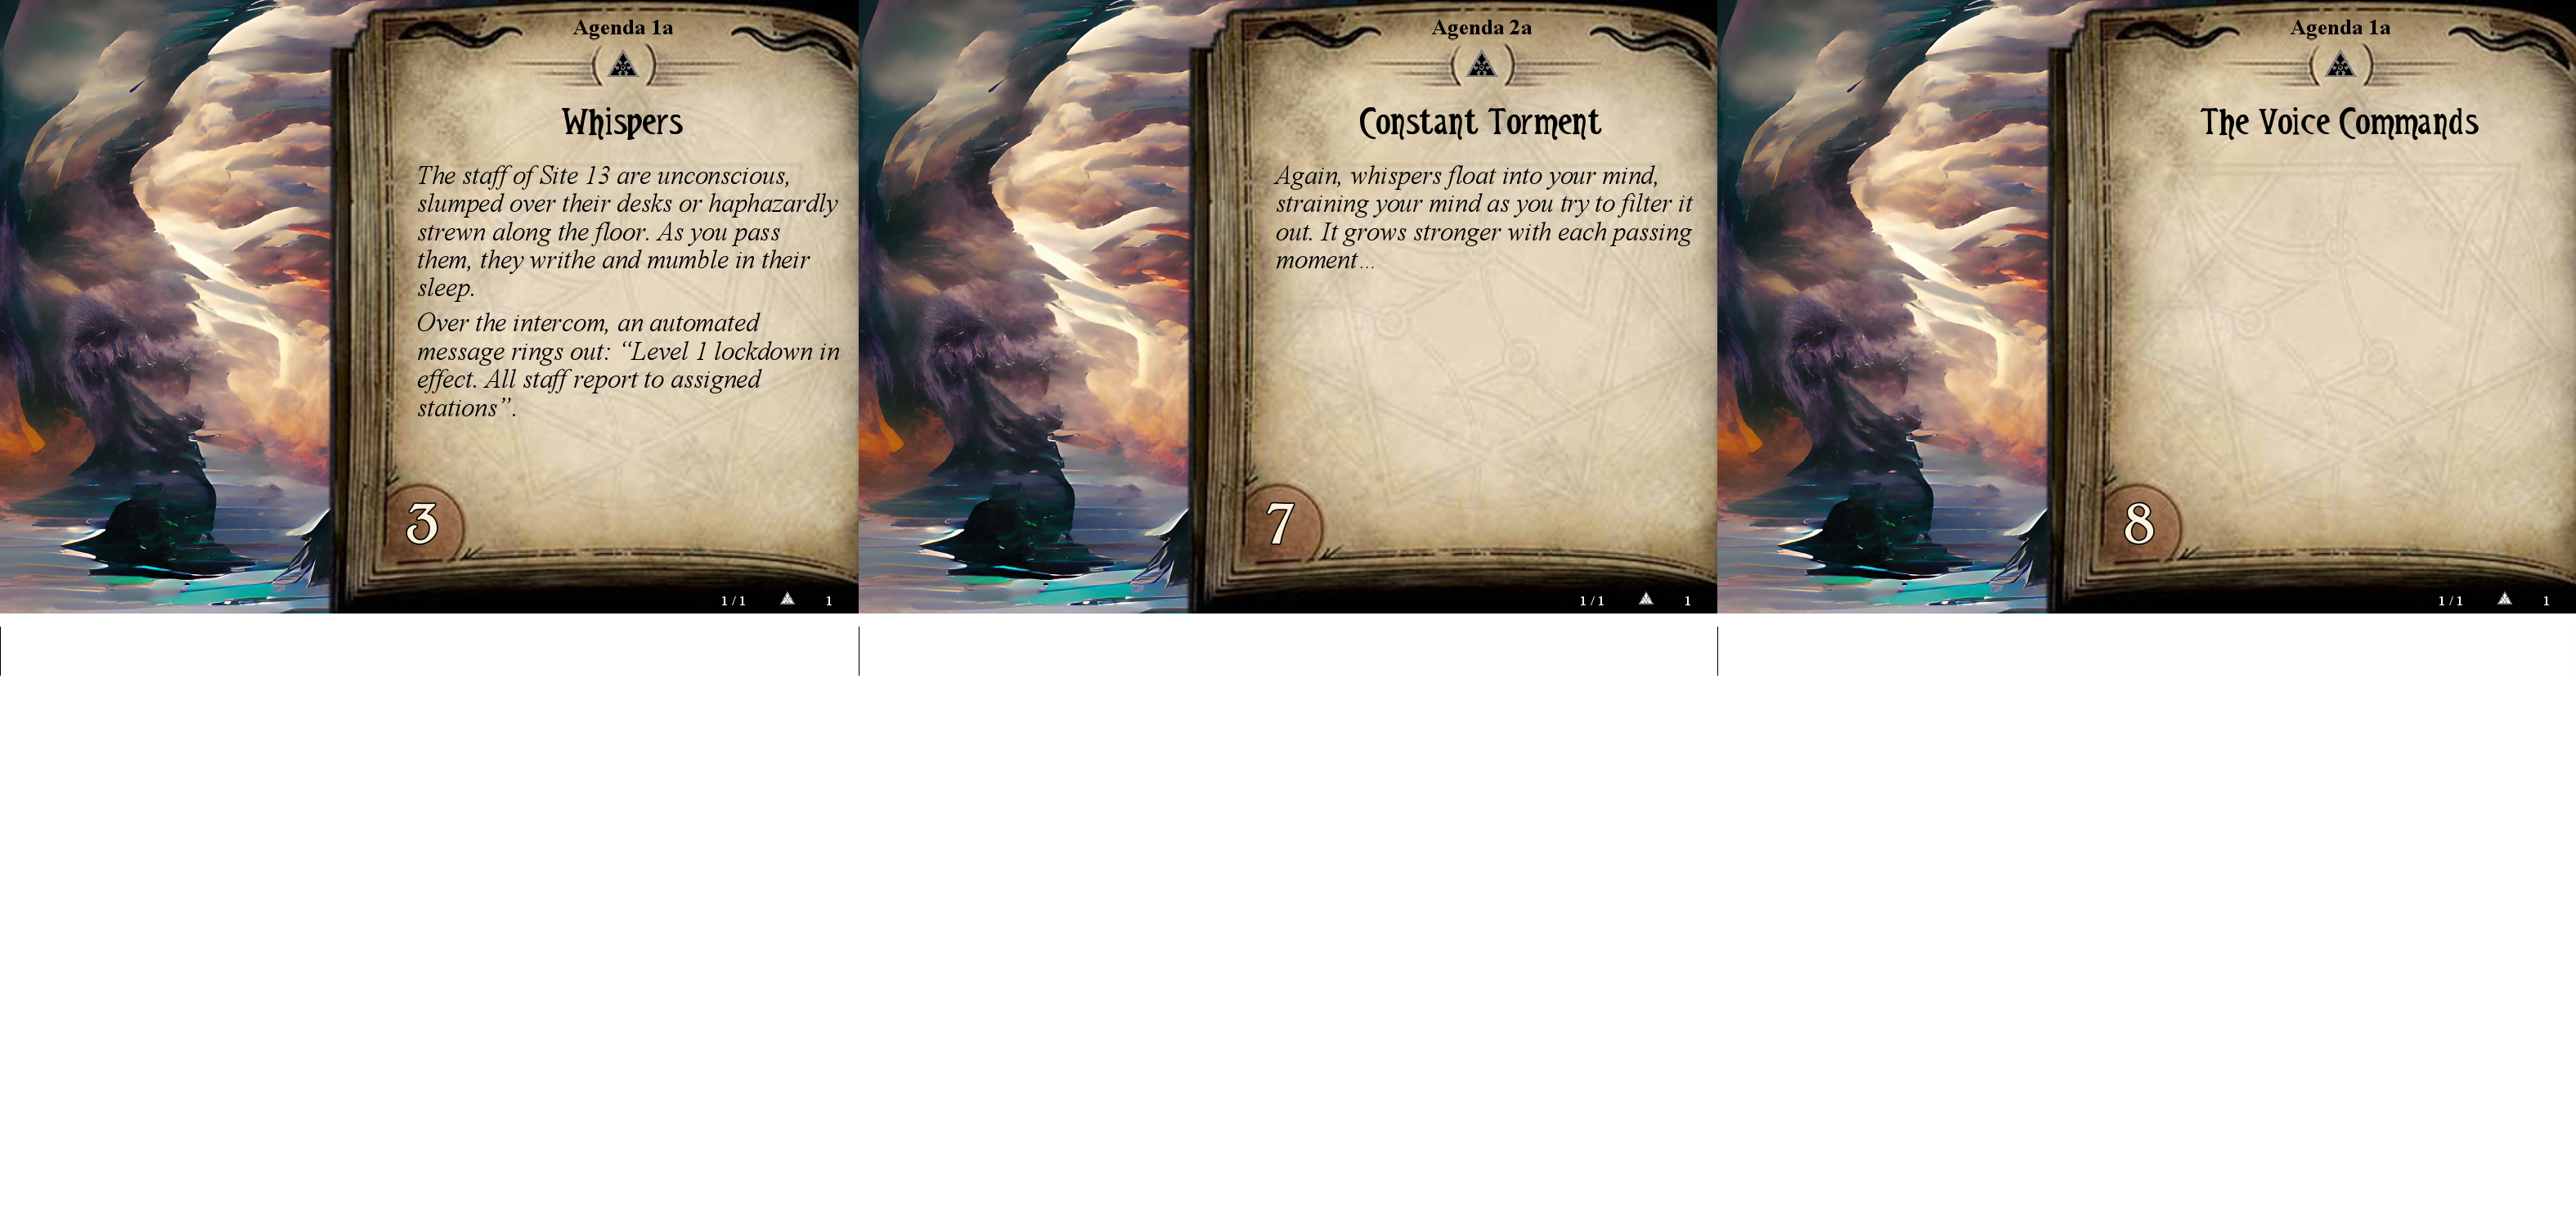 Agenda 1a
Whispers
The staff of Site 13 are unconscious,
slumped over their desks or haphazardly
strewn along the floor. As you pass
them, they writhe and mumble in their
sleep.
Over the intercom, an automated
message rings out: “Level 1 lockdown in
effect. All staff report to assigned
stations”.
3
1 / 1 1
Agenda 2a
Constant Torment
Again, whispers float into your mind,
straining your mind as you try to filter it
out. It grows stronger with each passing
moment…
7
1 / 1 1
Agenda 1a
The Voice Commands
8
1 / 1 1